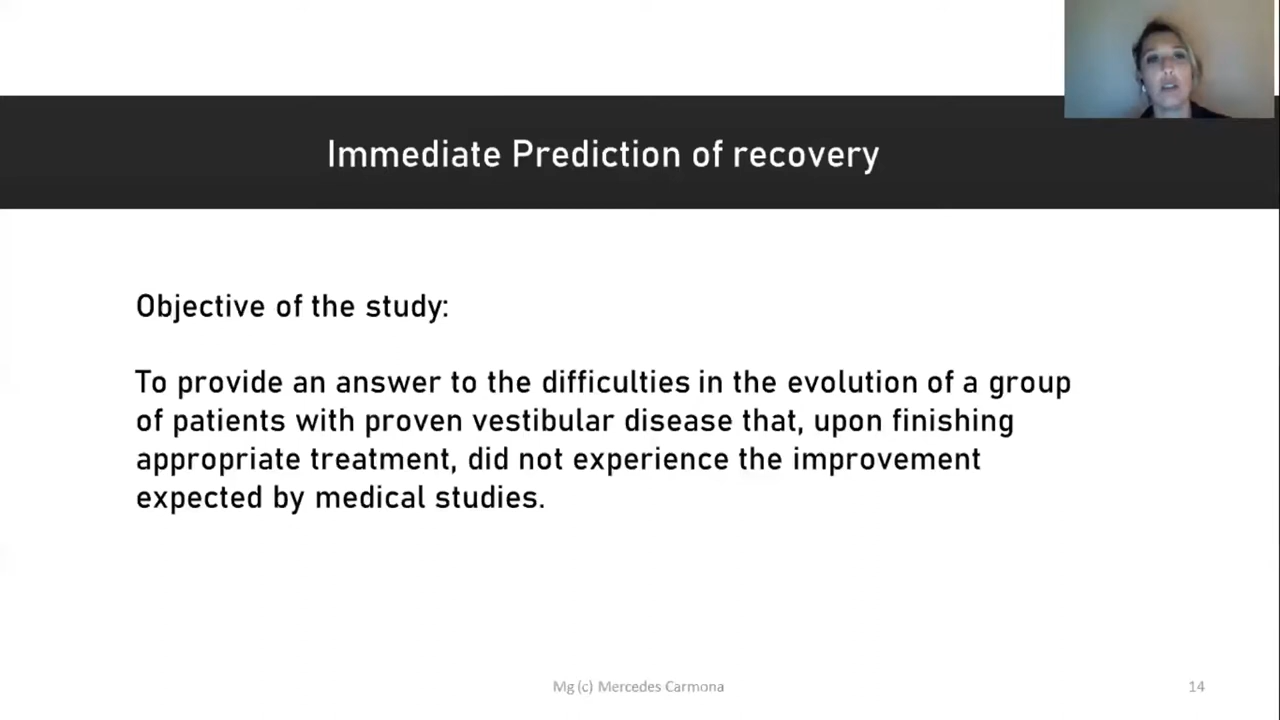 Immediate Prediction of recovery
Objective of the study:
To provide an answer to the difficulties in the evolution of a group
of patients with proven vestibular disease that, upon finishing
appropriate treatment, did not experience the improvement
expected by medical studies.
Mg (c) Mercedes Carmona
14